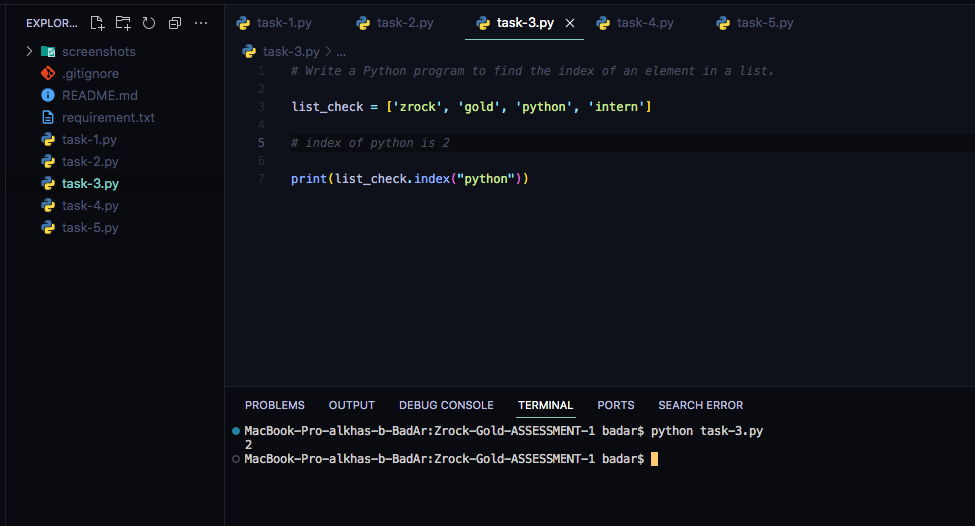 EXPLOR...
screenshots
.gitignore
README.md
requirement.txt
task-1.py
task-2.py
task-3.py
task-4.py
task-5.py
task-1.py task-2.py task-3.py task-4.py task-5.py
task-3.py > ...
1 # Write a Python program to find the index of an element in a list.
2
3 list_check = ['zrock', 'gold', 'python', 'intern']
4
5 # index of python is 2
6
7 print(list_check.index("python"))
PROBLEMS OUTPUT DEBUG CONSOLE TERMINAL PORTS SEARCH ERROR
MacBook-Pro-alkhas-b-BadAr:Zrock-Gold-ASSESSMENT-1 badar$ python task-3.py
2
MacBook-Pro-alkhas-b-BadAr:Zrock-Gold-ASSESSMENT-1 badar$